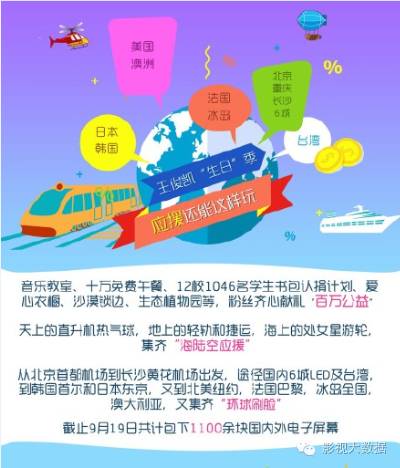 美国
澳洲
%
北京
重庆
长沙
6城
法国
冰岛
日本
韩国
台湾
王俊凯“生日”季
应援还能这样玩
%
音乐教室、十万免费午餐、12校1046名学生书包认捐计划、爱
心衣橱、沙漠锁边、生态植物园等,粉丝齐心献礼“百万公益”
天上的直升机热气球,地上的轻轨和捷运,海上的处女星游轮,
集齐“海陆空应援”
从北京首都机场到长沙黄花机场出发,途径国内6城LED及台湾,
到韩国首尔和日本东京,又到北美纽约,法国巴黎,冰岛全国,
澳大利亚,又集齐“环球刷脸”
截止9月19日共计包下1100余块国内外电子屏幕
影视大数据